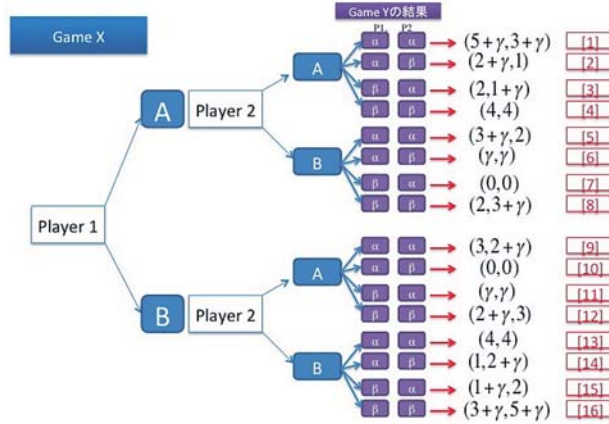 Game X
Game Yの結果
P1 P2
α α (5+γ,3+γ) [1]
α β (2+γ,1) [2]
β α (2,1+γ) [3]
β β (4,4) [4]
α α (3+γ,2) [5]
α β (γ,γ) [6]
β α (0,0) [7]
β β (2,3+γ) [8]
α α (3,2+γ) [9]
α β (0,0) [10]
β α (γ,γ) [11]
β β (2+γ,3) [12]
α α (4,4) [13]
α β (1,2+γ) [14]
β α (1+γ,2) [15]
β β (3+γ,5+γ) [16]
A
B
A
B
A
Player 2
B
Player 2
A
B
Player 1